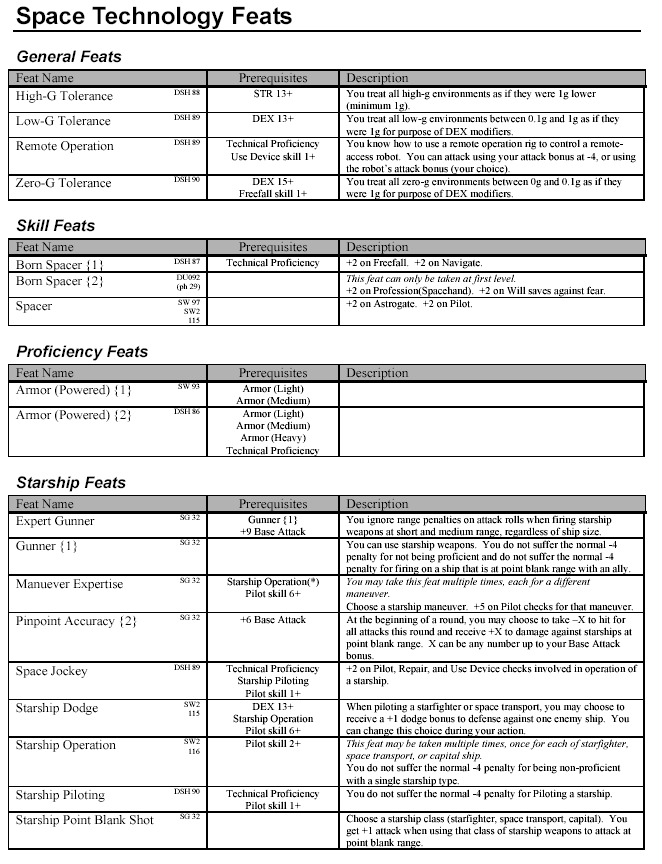 Space Technology Feats
General Feats
Feat Name Prerequisites Description
High-G Tolerance DSH 88 STR 13+ You treat all high-g environments as if they were 1g lower
(minimum 1g).
Low-G Tolerance DSH 89 DEX 13+ You treat all low-g environments between 0.1g and 1g as if they
were 1g for purpose of DEX modifiers.
Remote Operation DSH 89 Technical Proficiency You know how to use a remote operation rig to control a remote-
Use Device skill 1+ access robot. You can attack using your attack bonus at -4, or using
the robot's attack bonus (your choice).
Zero-G Tolerance DSH 90 DEX 15+ You treat all zero-g environments between 0g and 0.1g as if they
Freefall skill 1+ were 1g for purpose of DEX modifiers.
Skill Feats
Feat Name Prerequisites Description
Born Spacer {1} DSH 87 Technical Proficiency +2 on Freefall. +2 on Navigate.
Born Spacer {2} DU092 This feat can only be taken at first level.
(ph 29) +2 on Profession(Spacehand). +2 on Will saves against fear.
Spacer SW 97 +2 on Astrogate. +2 on Pilot.
SW2
115
Proficiency Feats
Feat Name Prerequisites Description
Armor (Powered) {1} SW 93 Armor (Light)
Armor (Medium)
Armor (Powered) {2} DSH 86 Armor (Light)
Armor (Medium)
Armor (Heavy)
Technical Proficiency
Starship Feats
Feat Name Prerequisites Description
Expert Gunner SG 32 Gunner {1} You ignore range penalties on attack rolls when firing starship
+9 Base Attack weapons at short and medium range, regardless of ship size.
Gunner {1} SG 32 You can use starship weapons. You do not suffer the normal -4
penalty for not being proficient and do not suffer the normal -4
penalty for firing on a ship that is at point blank range with an ally.
Manuever Expertise SG 32 Starship Operation(*) You may take this feat multiple times, each for a different
Pilot skill 6+ maneuver.
Choose a starship maneuver. +5 on Pilot checks for that maneuver.
Pinpoint Accuracy {2} SG 32 +6 Base Attack At the beginning of a round, you may choose to take –X to hit for
all attacks this round and receive +X to damage against starships at
point blank range. X can be any number up to your Base Attack
bonus.
Space Jockey DSH 89 Technical Proficiency +2 on Pilot, Repair, and Use Device checks involved in operation of
Starship Piloting a starship.
Pilot skill 1+
Starship Dodge SW2 DEX 13+ When piloting a starfighter or space transport, you may choose to
115 Starship Operation receive a +1 dodge bonus to defense against one enemy ship. You
Pilot skill 6+ can change this choice during your action.
Starship Operation SW2 Pilot skill 2+ This feat may be taken multiple times, once for each of starfighter,
116 space transport, or capital ship.
You do not suffer the normal -4 penalty for being non-proficient
with a single starship type.
Starship Piloting DSH 90 Technical Proficiency You do not suffer the normal -4 penalty for Piloting a starship.
Pilot skill 1+
Starship Point Blank Shot SG 32 Choose a starship class (starfighter, space transport, capital). You
get +1 attack when using that class of starship weapons to attack at
point blank range.